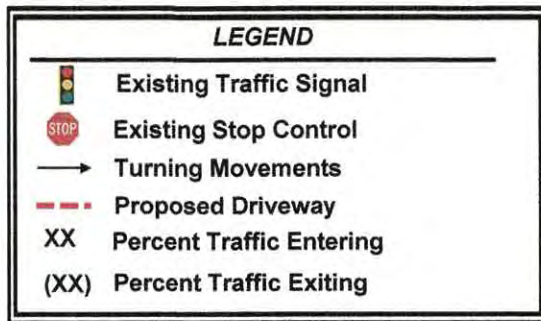 LEGEND
Existing Traffic Signal
STOP Existing Stop Control
Turning Movements
Proposed Driveway
XX Percent Traffic Entering
(XX) Percent Traffic Exiting